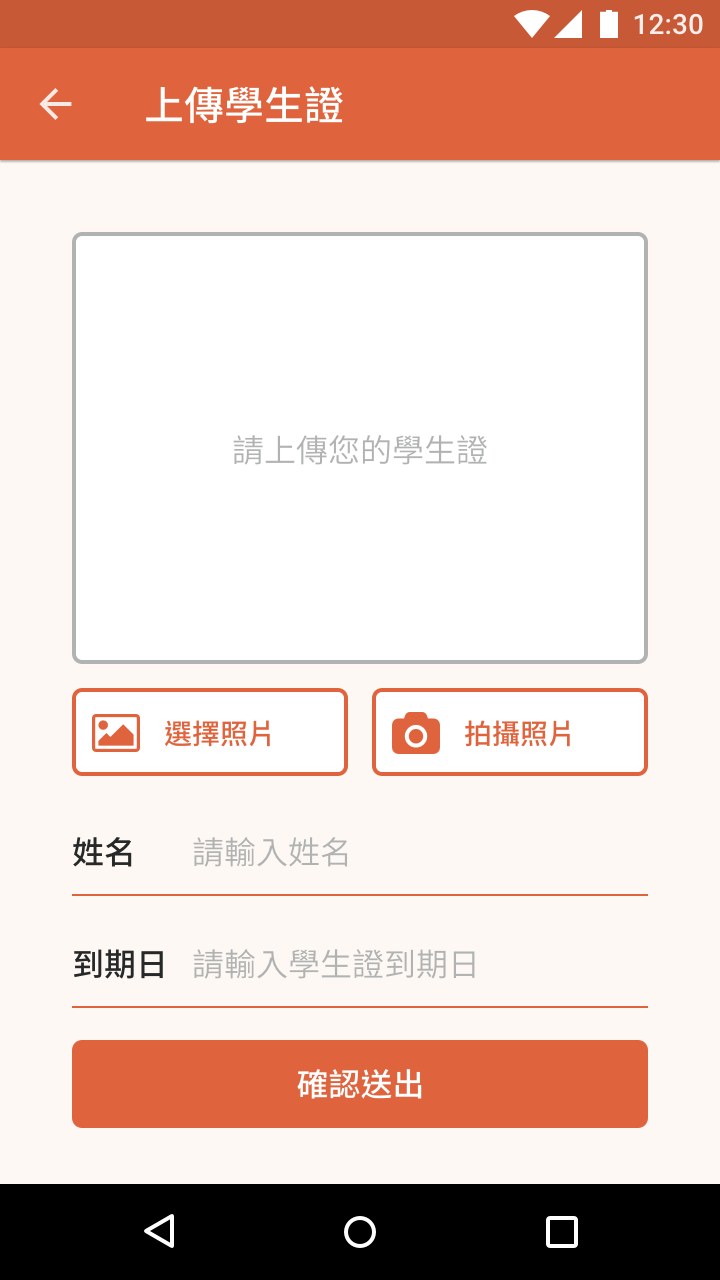 12:30
上傳學生證
請上傳您的學生證
選擇照片
拍攝照片
姓名 請輸入姓名
到期日 請輸入學生證到期日
確認送出